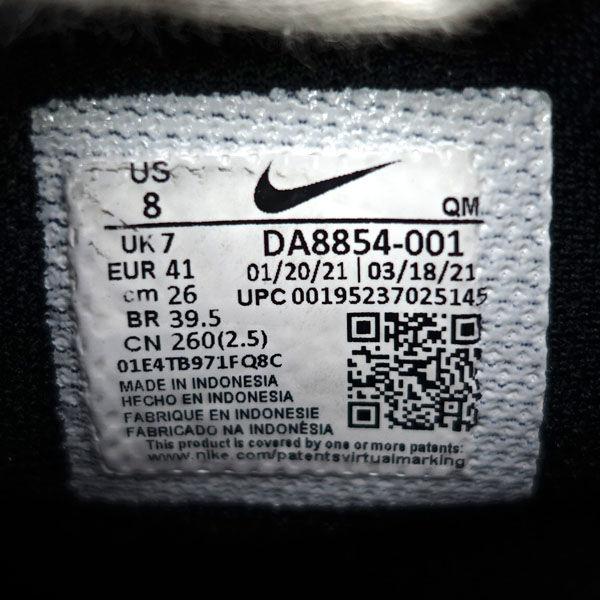 US
8
QM
UK 7
DA8854-001
EUR 41
01/20/21 | 03/18/21
cm 26
UPC 00195237025145
BR 39.5
CN 260(2.5)
01E4TB971FQ8C
MADE IN INDONESIA
HECHO EN INDONESIA
FABRIQUE EN INDONESIE
FABRICADO NA INDONÉSIA
This product is covered by one or more patents:
www.nike.com/patentsvirtualmarking